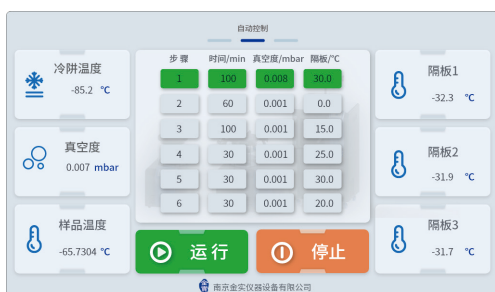 自动控制
冷阱温度
-85.2 ℃
真空度
0.007 mbar
样品温度
-65.7304 ℃
步 骤 时间/min 真空度/mbar 隔板/℃
1 100 0.008 30.0
2 60 0.001 0.0
3 100 0.001 15.0
4 30 0.001 25.0
5 30 0.001 30.0
6 30 0.001 20.0
运行 停止
隔板1
-32.3 ℃
隔板2
-31.9 ℃
隔板3
-31.7 ℃
南京金实仪器设备有限公司